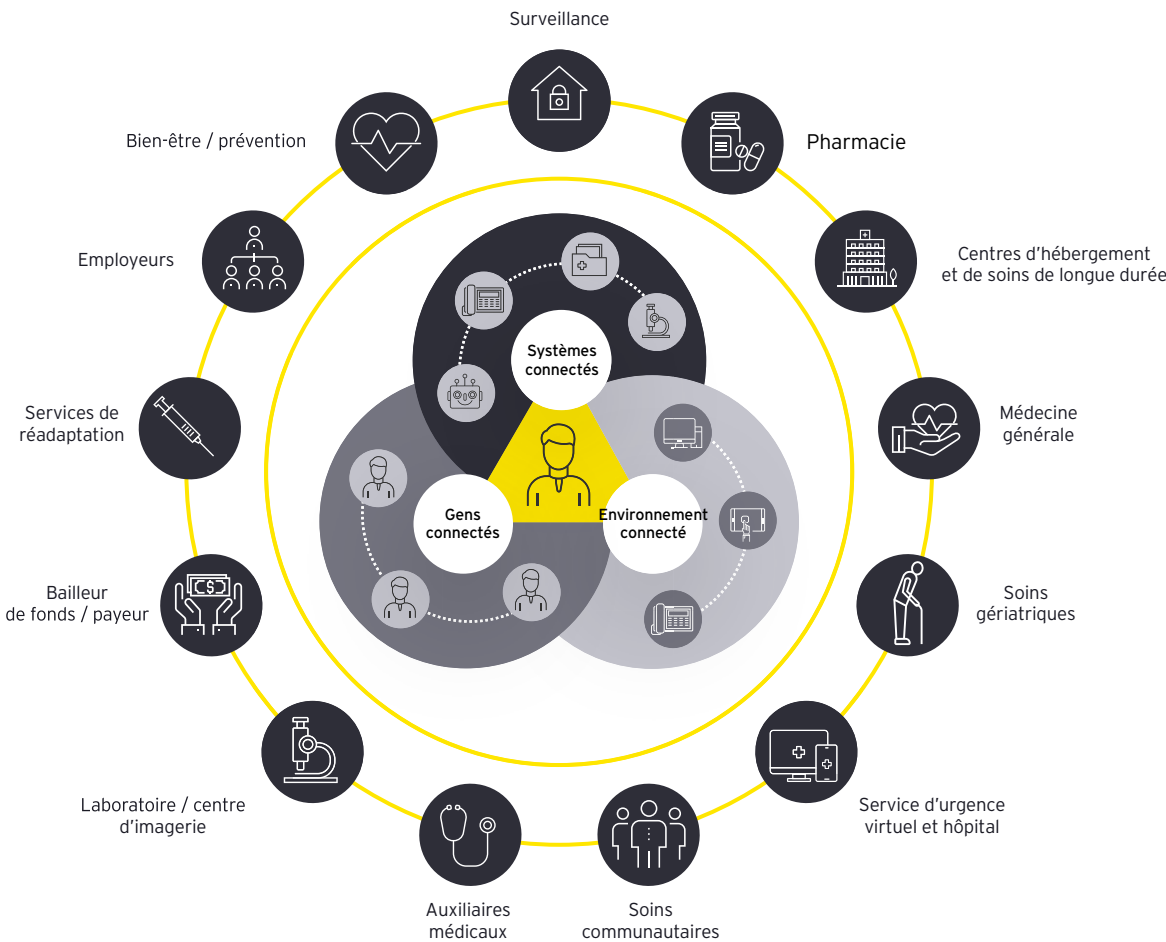 Surveillance
Pharmacie
Centres d'hébergement
et de soins de longue durée
Médecine
générale
Soins
gériatriques
Service d'urgence
virtuel et hôpital
Soins
communautaires
Auxiliaires
médicaux
Laboratoire / centre
d'imagerie
Bailleur
de fonds / payeur
Services de
réadaptation
Employeurs
Bien-être / prévention
Systèmes
connectés
Gens
connectés
Environnement
connecté
$